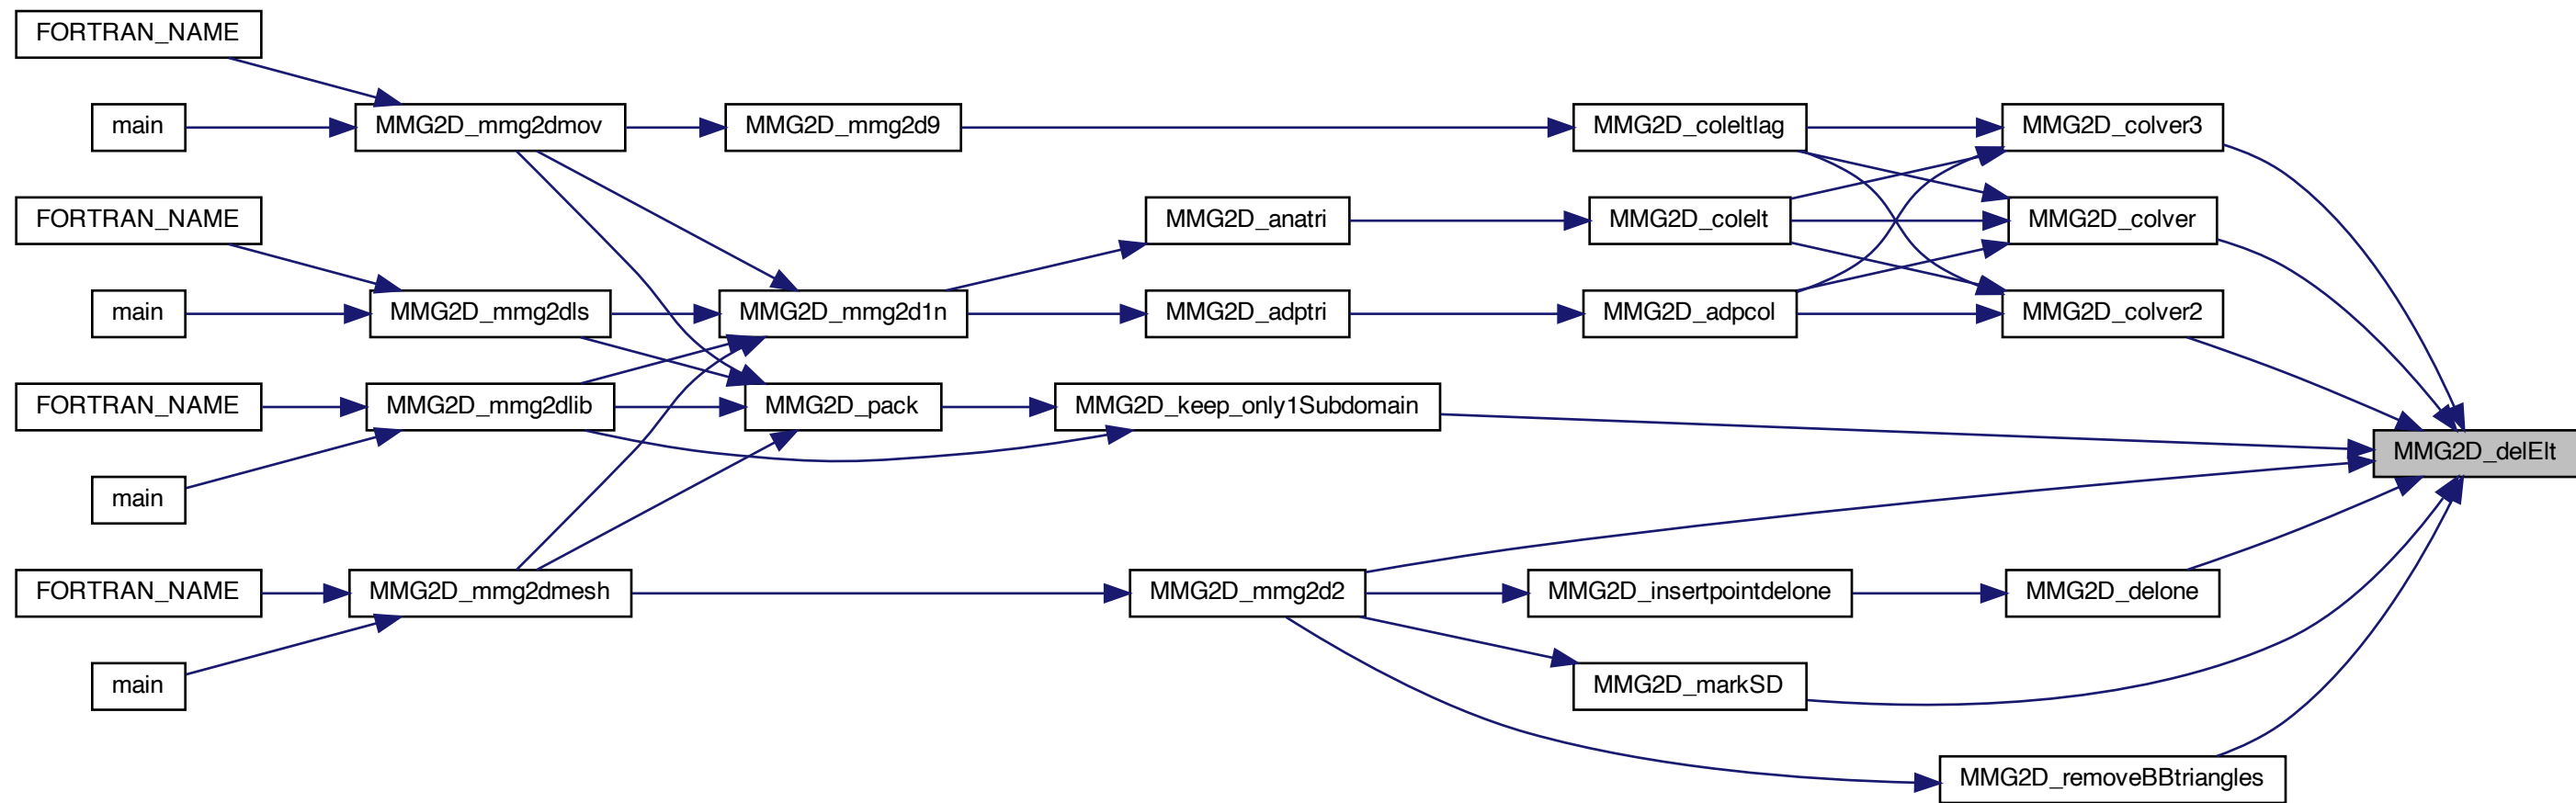 FORTRAN_NAME
main
MMG2D_mmg2dmov
MMG2D_mmg2d9
MMG2D_coleltlag
MMG2D_colver3
FORTRAN_NAME
MMG2D_anatri
MMG2D_colelt
MMG2D_colver
main
MMG2D_mmg2dls
MMG2D_mmg2d1n
MMG2D_adptri
MMG2D_adpcol
MMG2D_colver2
FORTRAN_NAME
MMG2D_mmg2dlib
MMG2D_pack
MMG2D_keep_only1Subdomain
MMG2D_delElt
main
FORTRAN_NAME
MMG2D_mmg2dmesh
MMG2D_mmg2d2
MMG2D_insertpointdelone
MMG2D_delone
main
MMG2D_markSD
MMG2D_removeBBtriangles